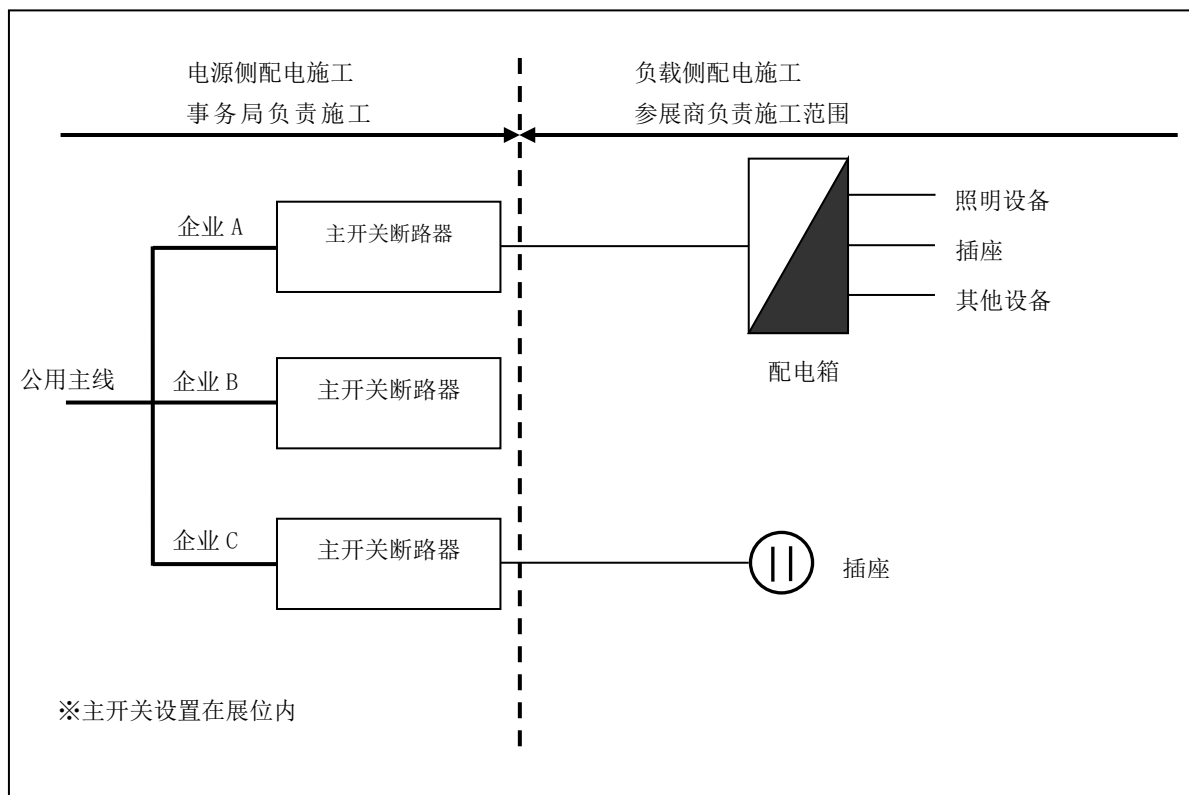 电源侧配电施工
事务局负责施工
负载侧配电施工
参展商负责施工范围
企业 A
主开关断路器
照明设备
插座
其他设备
配电箱
公用主线
企业 B
主开关断路器
企业 C
主开关断路器
插座
※主开关设置在展位内